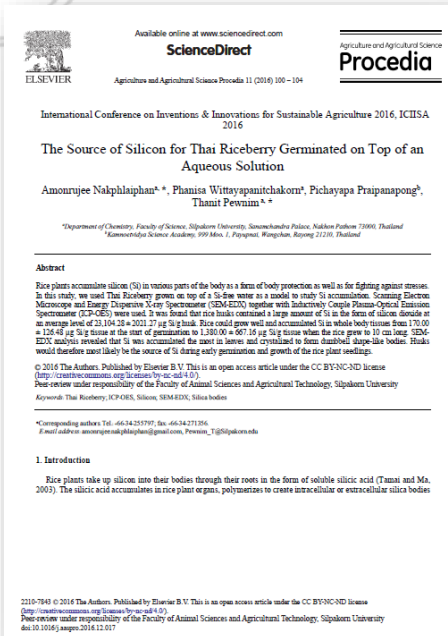 Available online at www.sciencedirect.com
ScienceDirect
Agriculture and Agricultural Science
Procedia
ELSEVIER
Agriculture and Agricultural Science Procedia 11 (2016) 100 – 104
International Conference on Inventions & Innovations for Sustainable Agriculture 2016, ICIISA
2016
The Source of Silicon for Thai Riceberry Germinated on Top of an
Aqueous Solution
Amonrujee Nakphlaiphan a, *, Phanisa Wittayapanitchakorn a, Pichayapa Praipanapong b,
Thanit Pewnim a, *
a Department of Chemistry, Faculty of Science, Silpakorn University, Sanamchandra Palace, Nakhon Pathom 73000, Thailand
b Kamnoetvidya Science Academy, 999 Moo. 1, Payupnai, Wangchan, Rayong 21210, Thailand
Abstract
Rice plants accumulate silicon (Si) in various parts of the body as a form of body protection as well as for fighting against stresses.
In this study, we used Thai Riceberry grown on top of a Si-free water as a model to study Si accumulation. Scanning Electron
Microscope and Energy Dispersive X-ray Spectrometer (SEM-EDX) together with Inductively Couple Plasma-Optical Emission
Spectrometer (ICP-OES) were used. It was found that rice husks contained a large amount of Si in the form of silicon dioxide at
an average level of 23,104.28 ± 2021.27 µg Si/g husk. Rice could grow well and accumulated Si in whole body tissues from 170.00
± 126.48 µg Si/g tissue at the start of germination to 1,380.00 ± 667.16 µg Si/g tissue when the rice grew to 10 cm long. SEM-
EDX analysis revealed that Si was accumulated the most in leaves and crystized to form dumbbell shape-like bodies. Husks
would therefore most likely be the source of Si during early germination and growth of the rice plant seedlings.
© 2016 The Authors. Published by Elsevier B.V. This is an open access article under the CC BY-NC-ND license
(http://creativecommons.org/licenses/by-nc-nd/4.0/).
Peer-review under responsibility of the Faculty of Animal Sciences and Agricultural Technology, Silpakorn University
Keywords: Thai Riceberry; ICP-OES, Silicon; SEM-EDX; Silica bodies
*Corresponding authors Tel. -66-34-255797; fax. -66-34-271356.
E-mail address: amonrujee.nakphlaiphan@gmail.com, Pewnim_T@Silpakorn.edu
1. Introduction
Rice plants take up silicon into their bodies through their roots in the form of soluble silicic acid (Tamai and Ma,
2003). The silicic acid accumulates in rice plant organs, polymerizes to create intracellular or extracellular silica bodies
2210-7843 © 2016 The Authors. Published by Elsevier B.V. This is an open access article under the CC BY-NC-ND license
(http://creativecommons.org/licenses/by-nc-nd/4.0/).
Peer-review under responsibility of the Faculty of Animal Sciences and Agricultural Technology, Silpakorn University
doi:10.1016/j.aaspro.2016.12.017